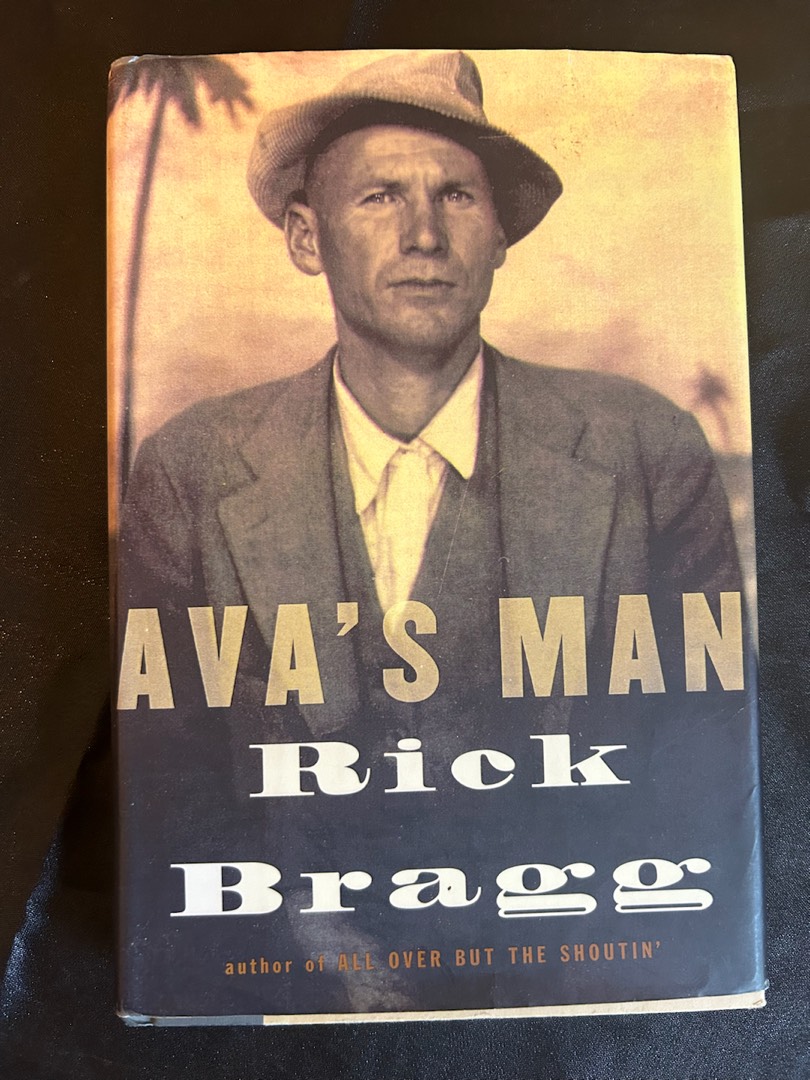 AVA'S MAN
Rick
Bragg
author of ALL OVER BUT THE SHOUTIN'